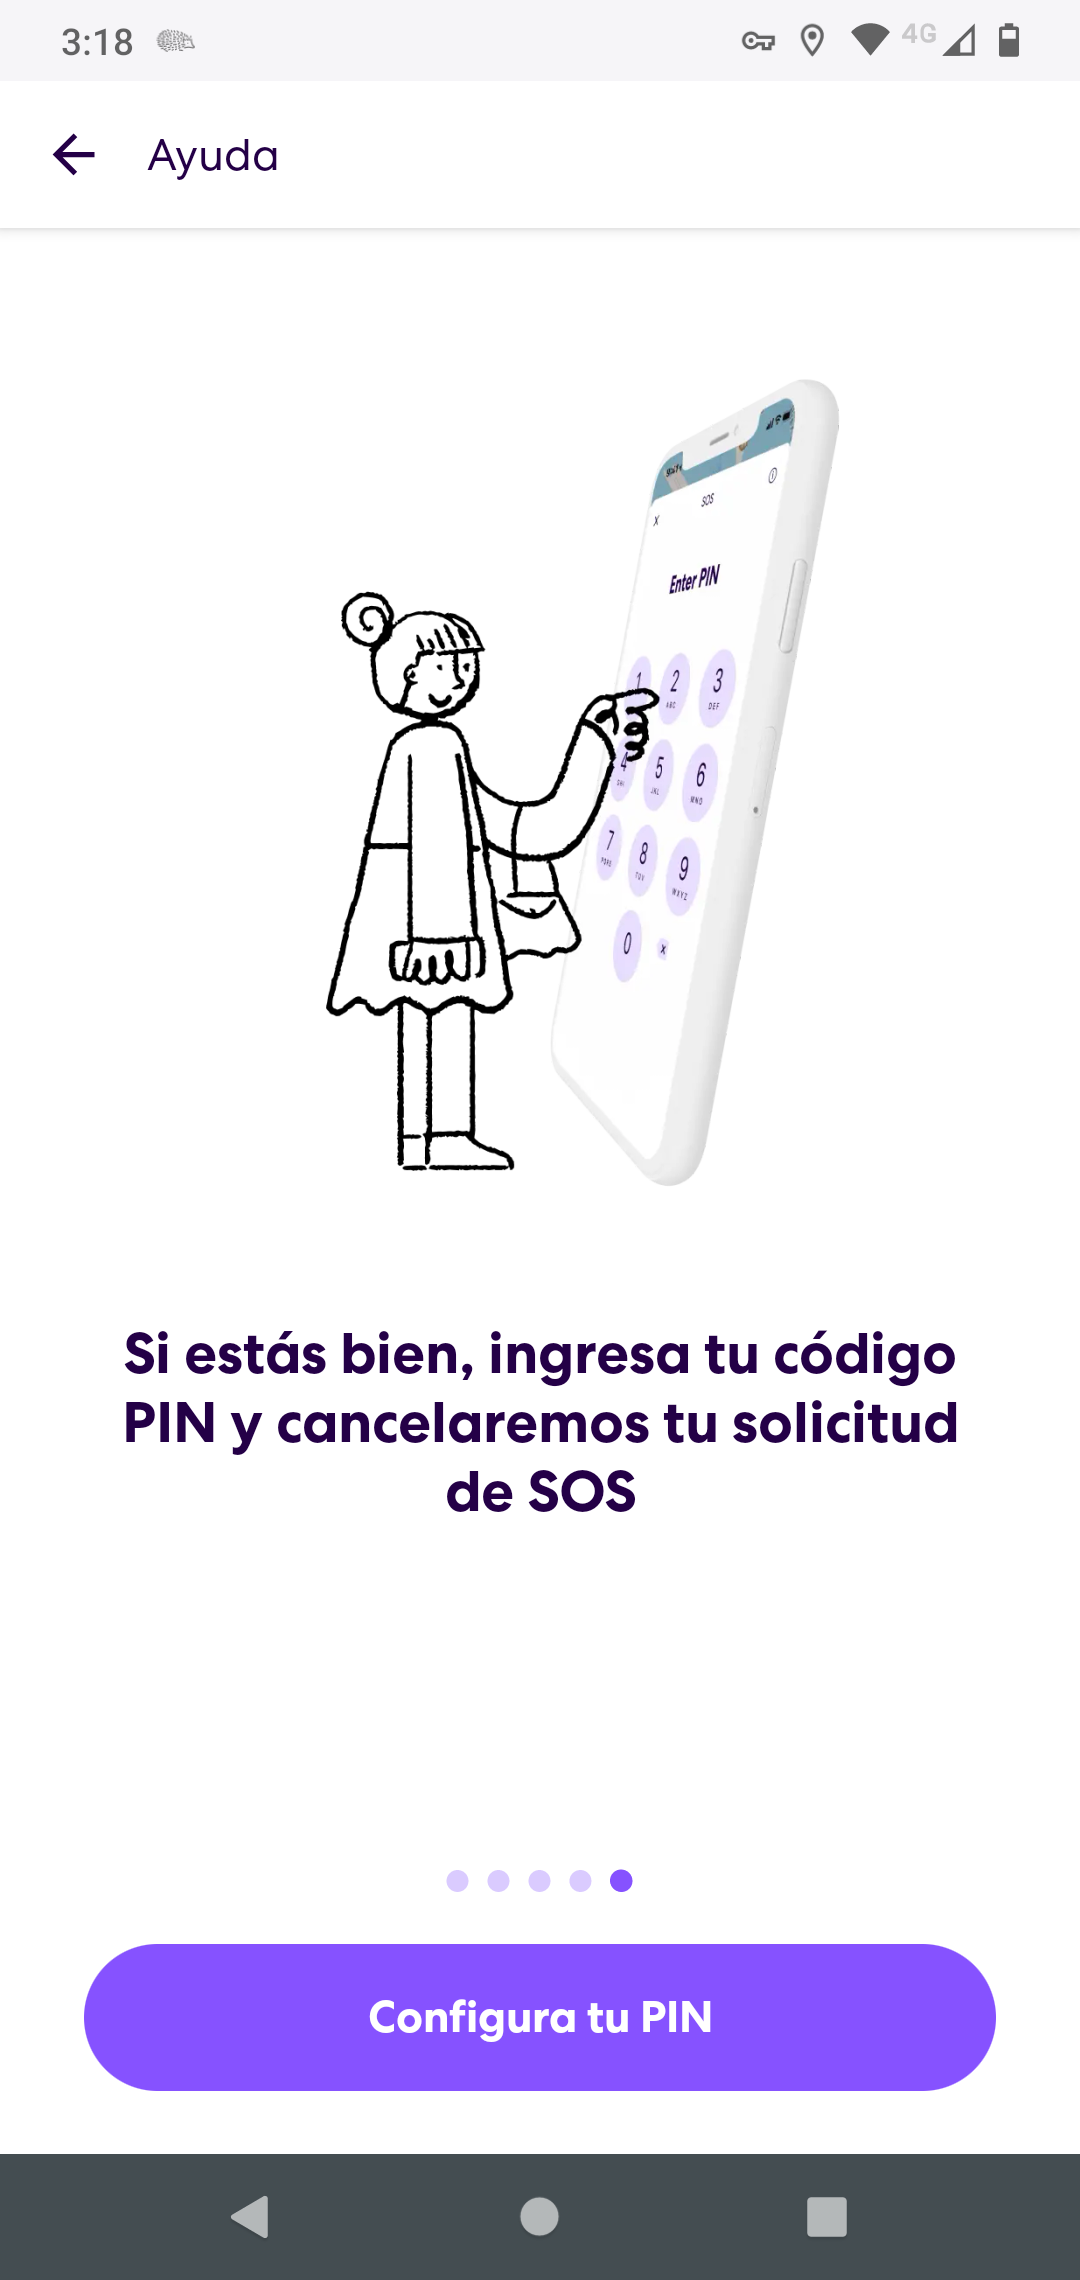 3:18
4G
Ayuda
SOS
X
Enter PIN
1
2
ABC
3
DEF
4
GHI
5
JKL
6
MNO
7
PQRS
8
TUV
9
WXYZ
0
x
Si estás bien, ingresa tu código
PIN y cancelaremos tu solicitud
de SOS
Configura tu PIN